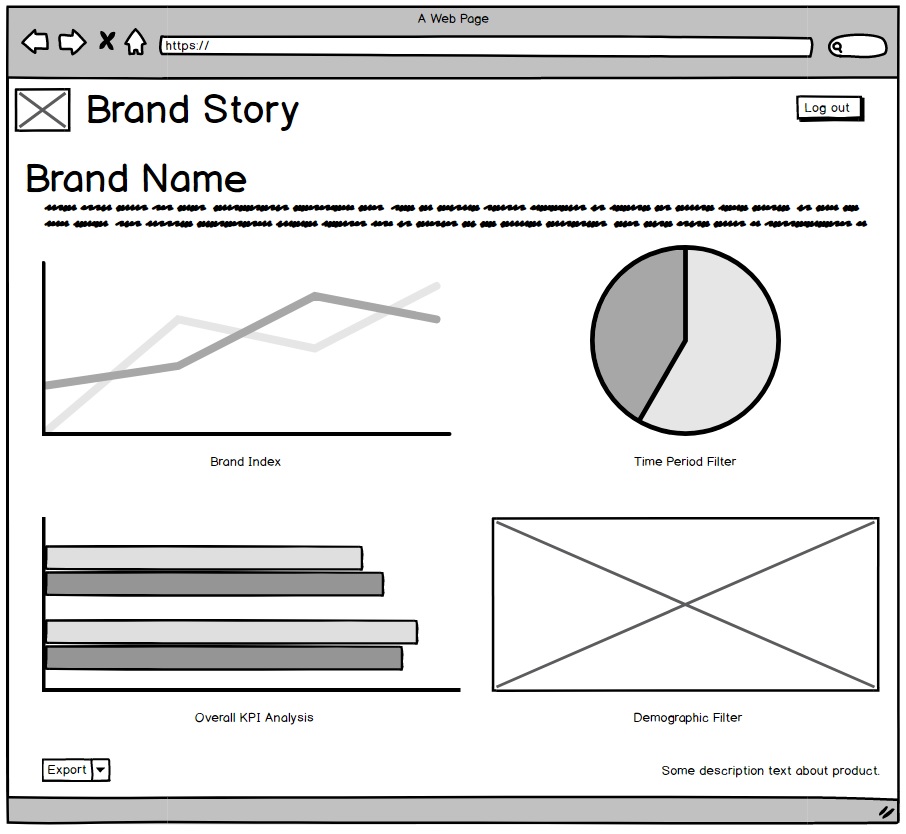 A Web Page
https://
Brand Story
Log out
Brand Name
Brand Index
Time Period Filter
Overall KPI Analysis
Demographic Filter
Export
Some description text about product.